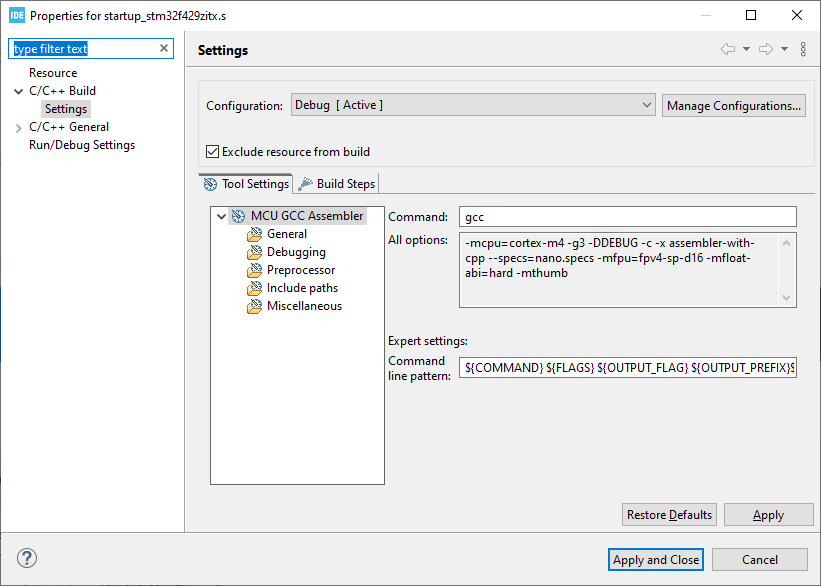 IDE Properties for startup_stm32f429zitx.s
type filter text
Resource
C/C++ Build
Settings
C/C++ General
Run/Debug Settings
Settings
Configuration: Debug [ Active ] Manage Configurations...
Exclude resource from build
Tool Settings Build Steps
MCU GCC Assembler
General
Debugging
Preprocessor
Include paths
Miscellaneous
Command: gcc
All options: -mcpu=cortex-m4 -g3 -DDEBUG -c -x assembler-with-
cpp --specs=nano.specs -mfpu=fpv4-sp-d16 -mfloat-
abi=hard -mthumb
Expert settings:
Command
line pattern: ${COMMAND} ${FLAGS} ${OUTPUT_FLAG} ${OUTPUT_PREFIX}$
Restore Defaults Apply
? Apply and Close Cancel